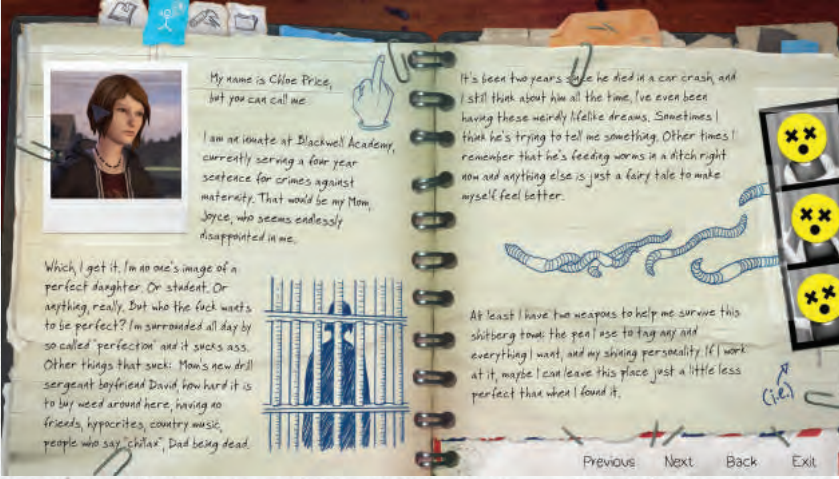 My name is Chloe Price,
but you can call me
I am an inmate at Blackwell Academy,
currently serving a four year
sentence for crimes against
maternity. That would be my Mom,
Joyce, who seems endlessly
disappointed in me.
Which, I get it. I'm no one's image of a
perfect daughter. Or student. Or
anything, really. But who the fuck wants
to be perfect? I'm surrounded all day by
so called "perfection" and it sucks ass.
Other things that suck: Mom's new drill
sergeant boyfriend David, how hard it is
to buy weed around here, having no
friends, hypocrites, country music,
people who say "chillax", Dad being dead.
It's been two years since he died in a car crash, and
I still think about him all the time, I've even been
having these weirdly lifelike dreams. Sometimes I
think he's trying to tell me something. Other times I
remember that he's feeding worms in a ditch right
now and anything else is just a fairy tale to make
myself feel better.
At least I have two weapons to help me survive this
shitberg town: the pen I use to tag any and
everything I want, and my shining personality. If I work
at it, maybe I can leave this place just a little less
perfect than when I found it.
(i.e.)
Previous Next Back Exit